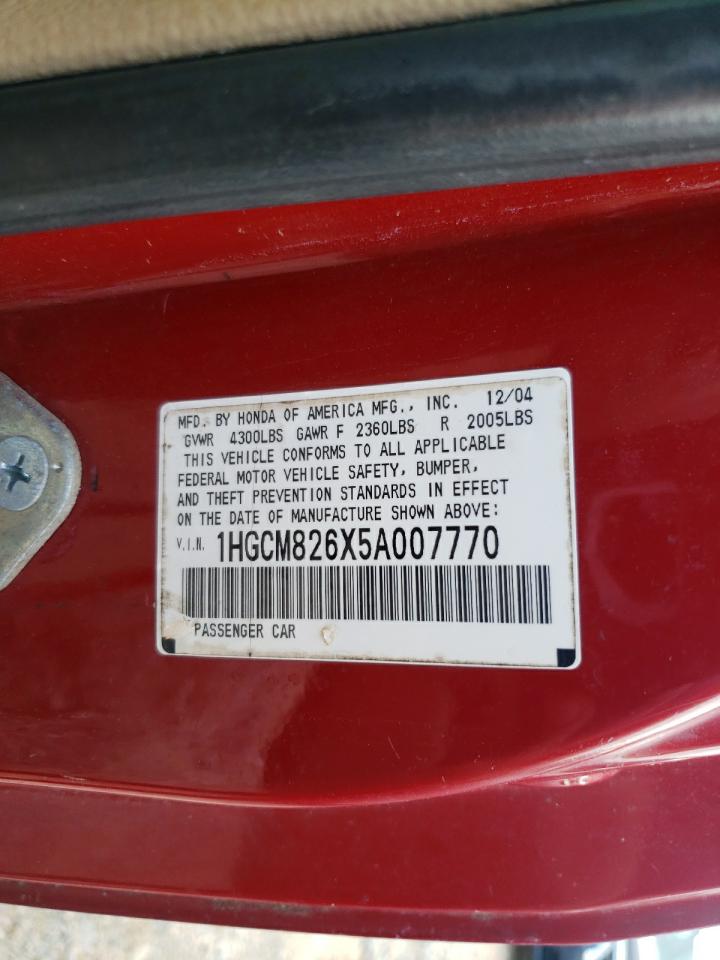 MFD. BY HONDA OF AMERICA MFG., INC. 12/04
GVWR 4300LBS GAWR F 2360LBS R 2005LBS
THIS VEHICLE CONFORMS TO ALL APPLICABLE
FEDERAL MOTOR VEHICLE SAFETY, BUMPER,
AND THEFT PREVENTION STANDARDS IN EFFECT
ON THE DATE OF MANUFACTURE SHOWN ABOVE:
V.I.N. 1HGCM826X5A007770
PASSENGER CAR